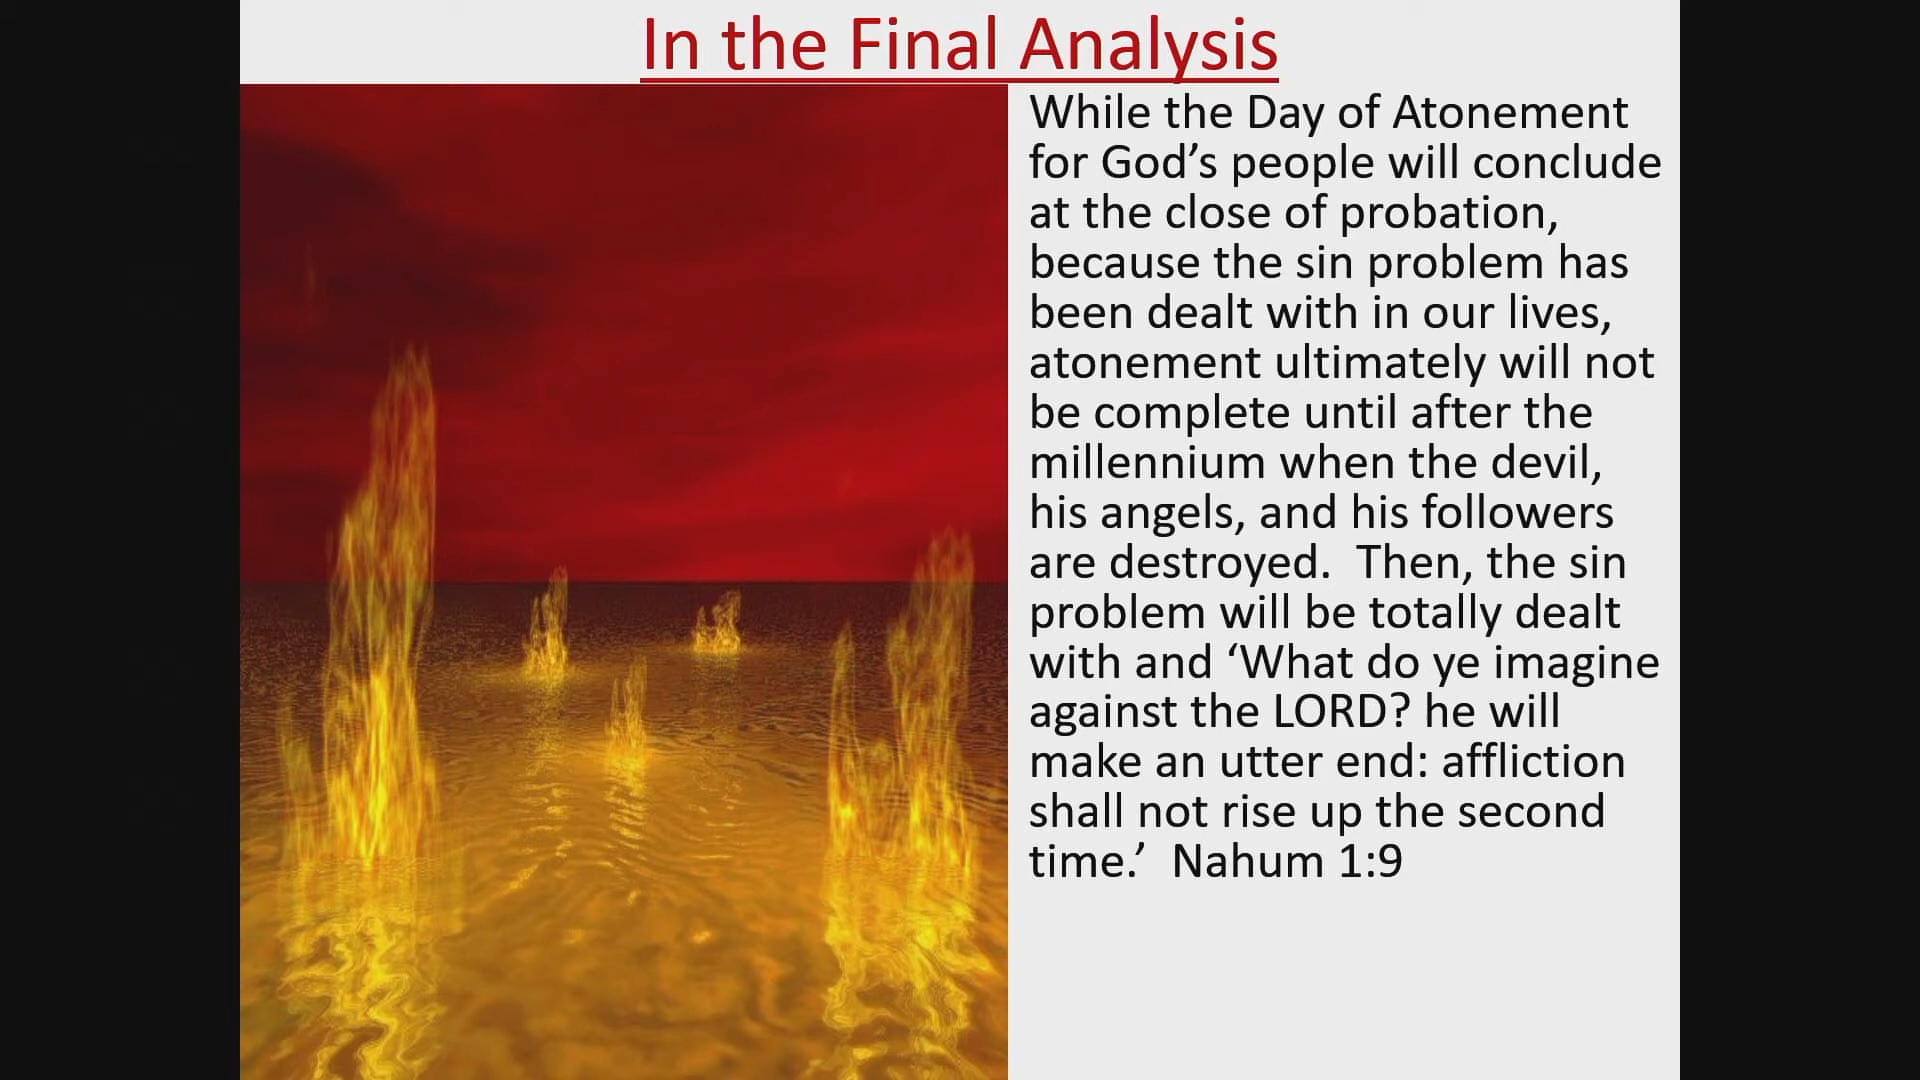 In the Final Analysis
While the Day of Atonement
for God’s people will conclude
at the close of probation,
because the sin problem has
been dealt with in our lives,
atonement ultimately will not
be complete until after the
millennium when the devil,
his angels, and his followers
are destroyed.  Then, the sin
problem will be totally dealt
with and ‘What do ye imagine
against the LORD? he will
make an utter end: affliction
shall not rise up the second
time.’  Nahum 1:9